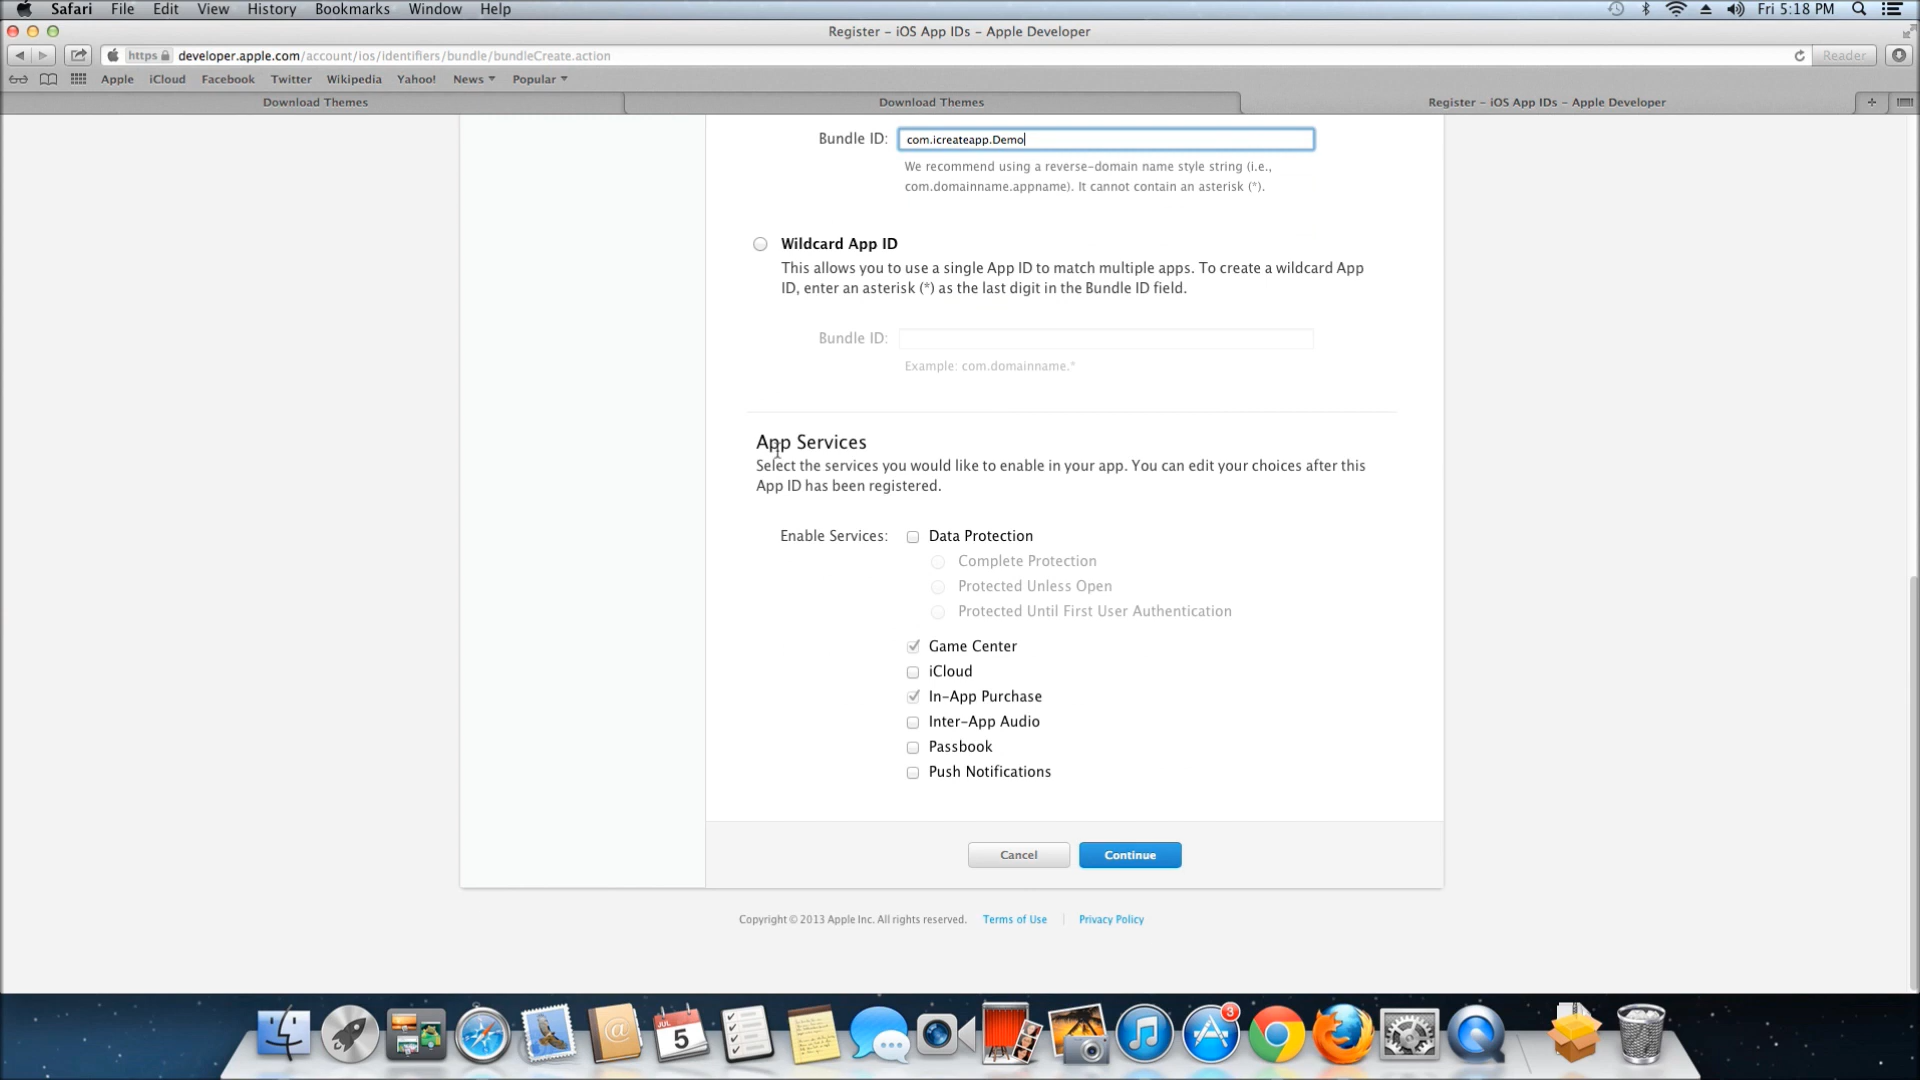 Safari File Edit View History Bookmarks Window Help Fri 5:18 PM
Register – iOS App IDs – Apple Developer
https developer.apple.com/account/ios/identifiers/bundle/bundleCreate.action Reader
Apple iCloud Facebook Twitter Wikipedia Yahoo! News Popular
Download Themes Download Themes Register – iOS App IDs – Apple Developer
Bundle ID: com.icreateapp.Demo
We recommend using a reverse-domain name style string (i.e.,
com.domainname.appname). It cannot contain an asterisk (*).
Wildcard App ID
This allows you to use a single App ID to match multiple apps. To create a wildcard App
ID, enter an asterisk (*) as the last digit in the Bundle ID field.
Bundle ID:
Example: com.domainname.*
App Services
Select the services you would like to enable in your app. You can edit your choices after this
App ID has been registered.
Enable Services: Data Protection
Complete Protection
Protected Unless Open
Protected Until First User Authentication
Game Center
iCloud
In-App Purchase
Inter-App Audio
Passbook
Push Notifications
Cancel Continue
Copyright © 2013 Apple Inc. All rights reserved. Terms of Use | Privacy Policy
JUL
5
3